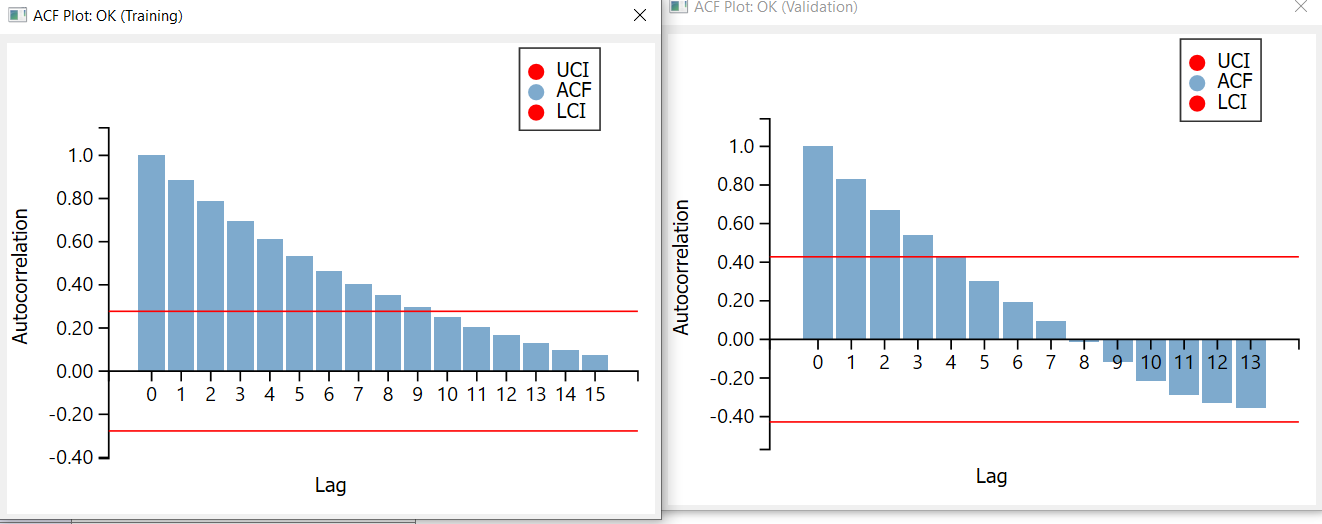 ACF Plot: OK (Training)
UCI
ACF
LCI
1.0
0.80
0.60
0.40
0.20
0.00
-0.20
-0.40
Autocorrelation
0 1 2 3 4 5 6 7 8 9 10 11 12 13 14 15
Lag
ACF Plot: OK (Validation)
UCI
ACF
LCI
1.0
0.80
0.60
0.40
0.20
0.00
-0.20
-0.40
Autocorrelation
0 1 2 3 4 5 6 7 8 9 10 11 12 13
Lag